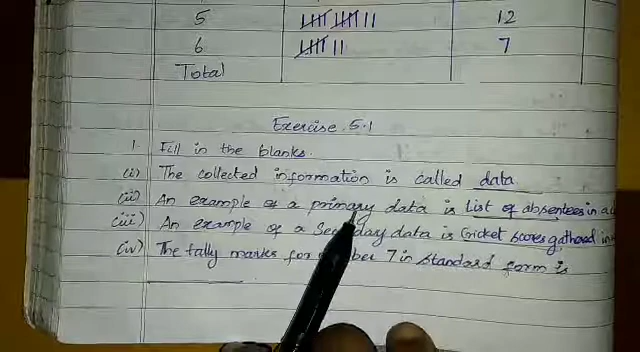 5 𝍸 𝍸 || 12
6 𝍸 || 7
Total
Exercise 5.1
1. Fill in the blanks.
(i) The collected information is called data
(ii) An example of a primary data is List of absentees in a
(iii) An example of a Secondary data is Cricket scores gathered in
(iv) The tally marks for ber 7 in standard form is